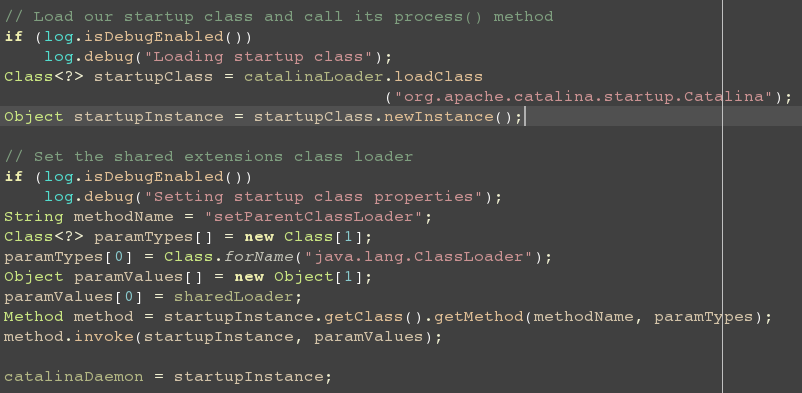 // Load our startup class and call its process() method
if (log.isDebugEnabled())
    log.debug("Loading startup class");
Class<?> startupClass = catalinaLoader.loadClass
                                      ("org.apache.catalina.startup.Catalina");
Object startupInstance = startupClass.newInstance();
// Set the shared extensions class loader
if (log.isDebugEnabled())
    log.debug("Setting startup class properties");
String methodName = "setParentClassLoader";
Class<?> paramTypes[] = new Class[1];
paramTypes[0] = Class.forName("java.lang.ClassLoader");
Object paramValues[] = new Object[1];
paramValues[0] = sharedLoader;
Method method = startupInstance.getClass().getMethod(methodName, paramTypes);
method.invoke(startupInstance, paramValues);
catalinaDaemon = startupInstance;